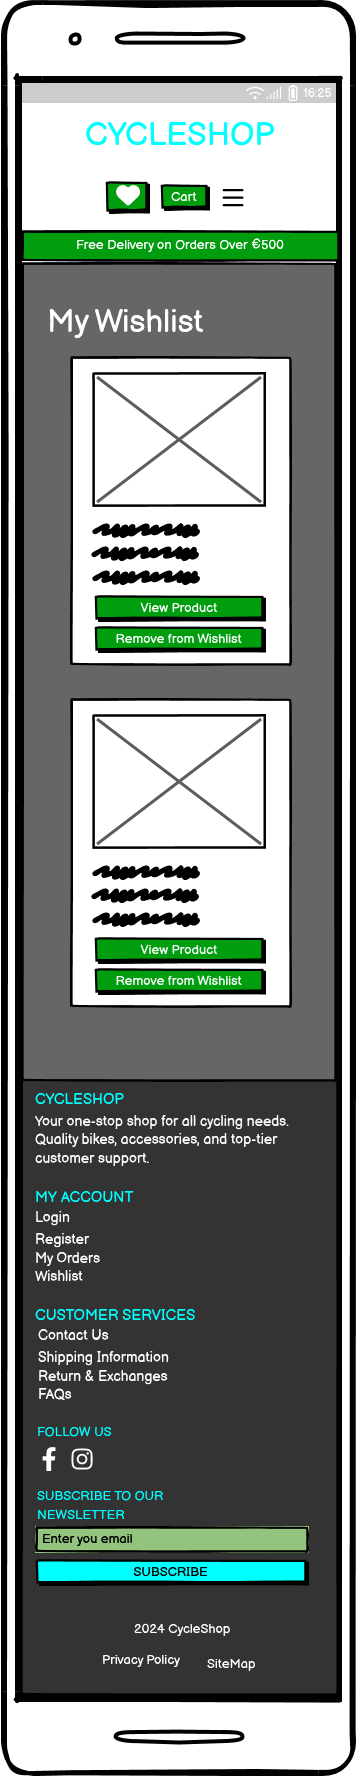 16:25
CYCLESHOP
Cart
Free Delivery on Orders Over €500
My Wishlist
View Product
Remove from Wishlist
View Product
Remove from Wishlist
CYCLESHOP
Your one-stop shop for all cycling needs.
Quality bikes, accessories, and top-tier
customer support.
MY ACCOUNT
Login
Register
My Orders
Wishlist
CUSTOMER SERVICES
Contact Us
Shipping Information
Return & Exchanges
FAQs
FOLLOW US
SUBSCRIBE TO OUR
NEWSLETTER
Enter you email
SUBSCRIBE
2024 CycleShop
Privacy Policy SiteMap